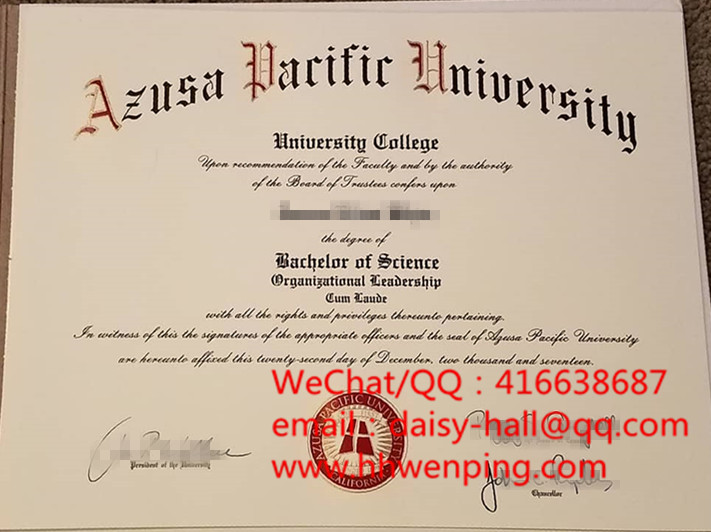 Azusa Pacific University
University College
Upon recommendation of the Faculty and by the authority
of the Board of Trustees confers upon
the degree of
Bachelor of Science
Organizational Leadership
Cum Laude
with all the rights and privileges thereunto pertaining.
In witness of this the signatures of the appropriate officers and the seal of Azusa Pacific University
are hereunto affixed this twenty-second day of December, two thousand and seventeen.
WeChat/QQ : 416638687
email : daisy-hall@qq.com
www.hhwenping.com
AZUSA PACIFIC UNIVERSITY
CALIFORNIA
President of the University
Chancellor